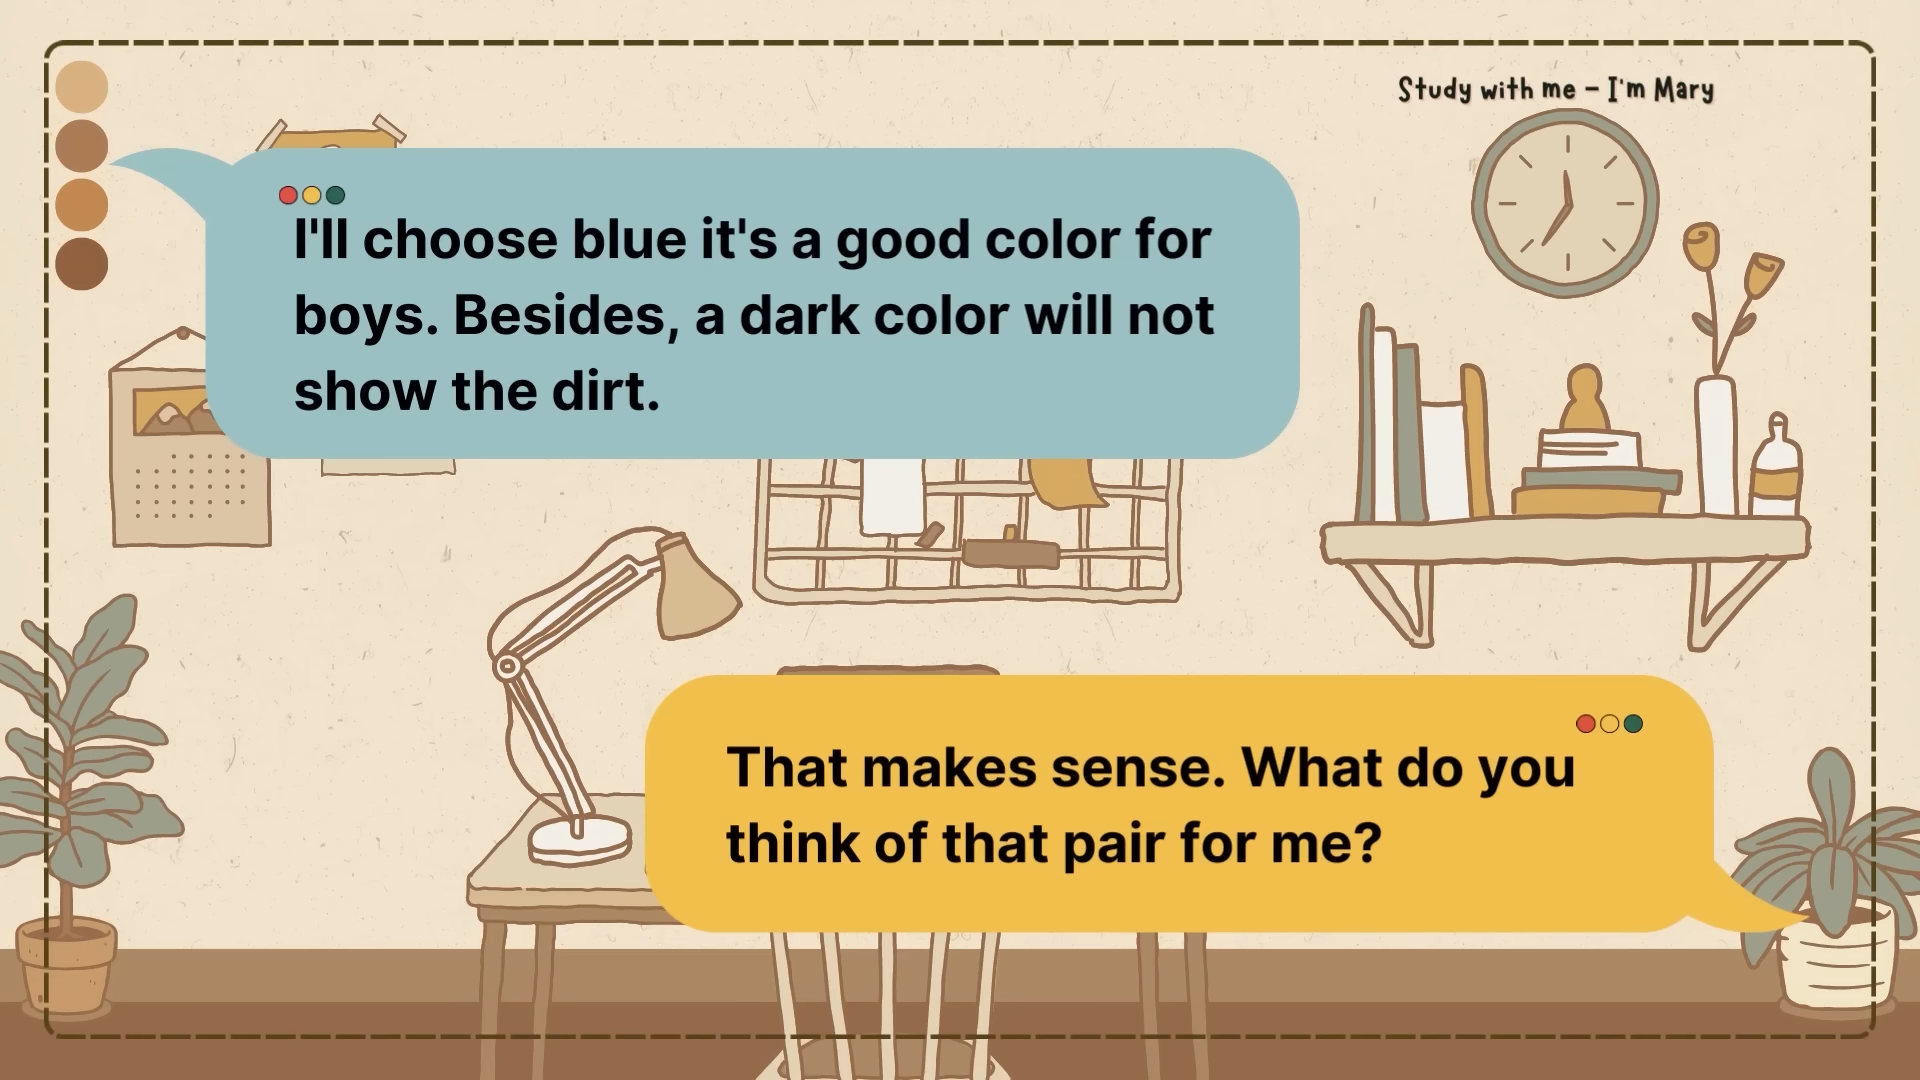 Study with me - I'm Mary
I'll choose blue it's a good color for
boys. Besides, a dark color will not
show the dirt.
That makes sense. What do you
think of that pair for me?